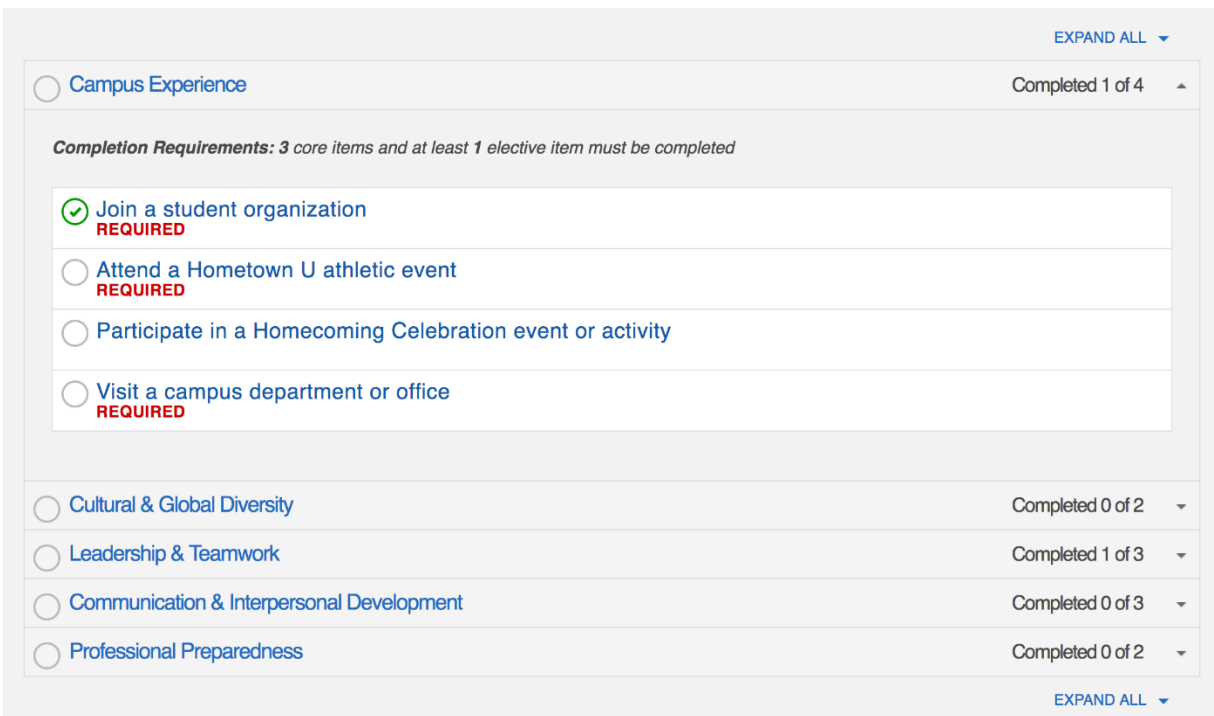 EXPAND ALL
Campus Experience Completed 1 of 4
Completion Requirements: 3 core items and at least 1 elective item must be completed
Join a student organization
REQUIRED
Attend a Hometown U athletic event
REQUIRED
Participate in a Homecoming Celebration event or activity
Visit a campus department or office
REQUIRED
Cultural & Global Diversity Completed 0 of 2
Leadership & Teamwork Completed 1 of 3
Communication & Interpersonal Development Completed 0 of 3
Professional Preparedness Completed 0 of 2
EXPAND ALL